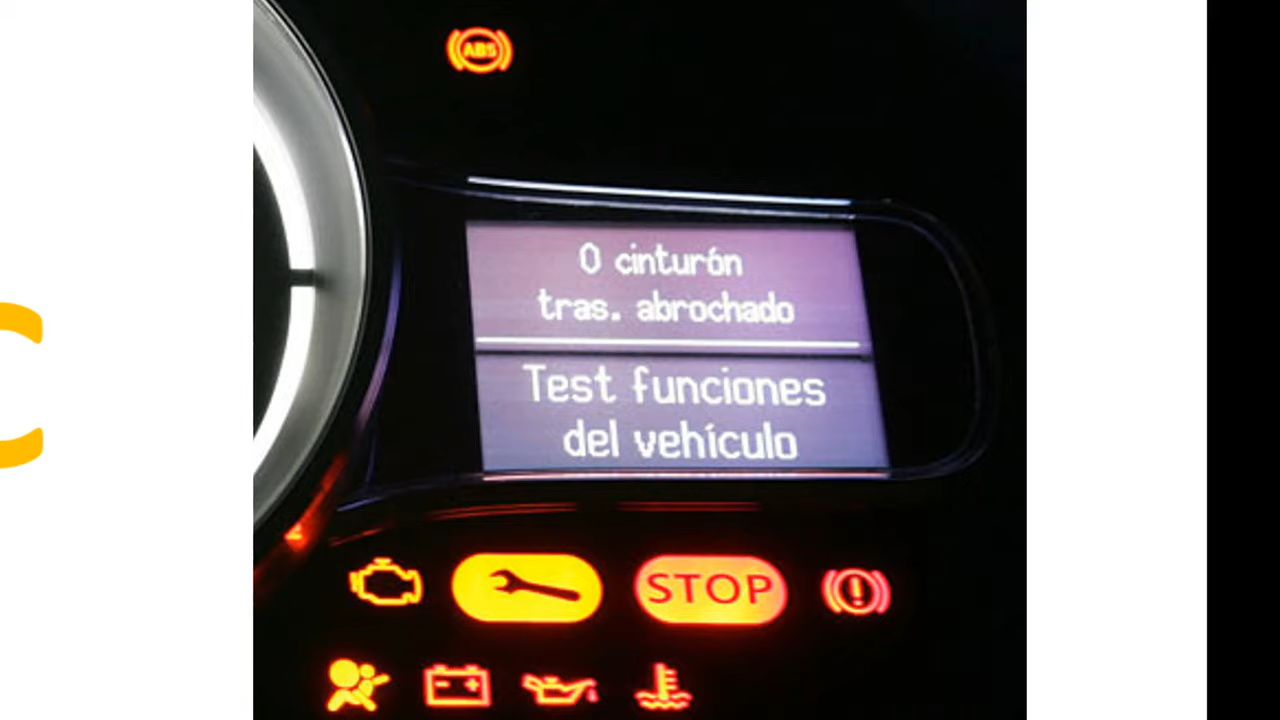 ABS
0 cinturón
tras. abrochado
Test funciones
del vehículo
STOP